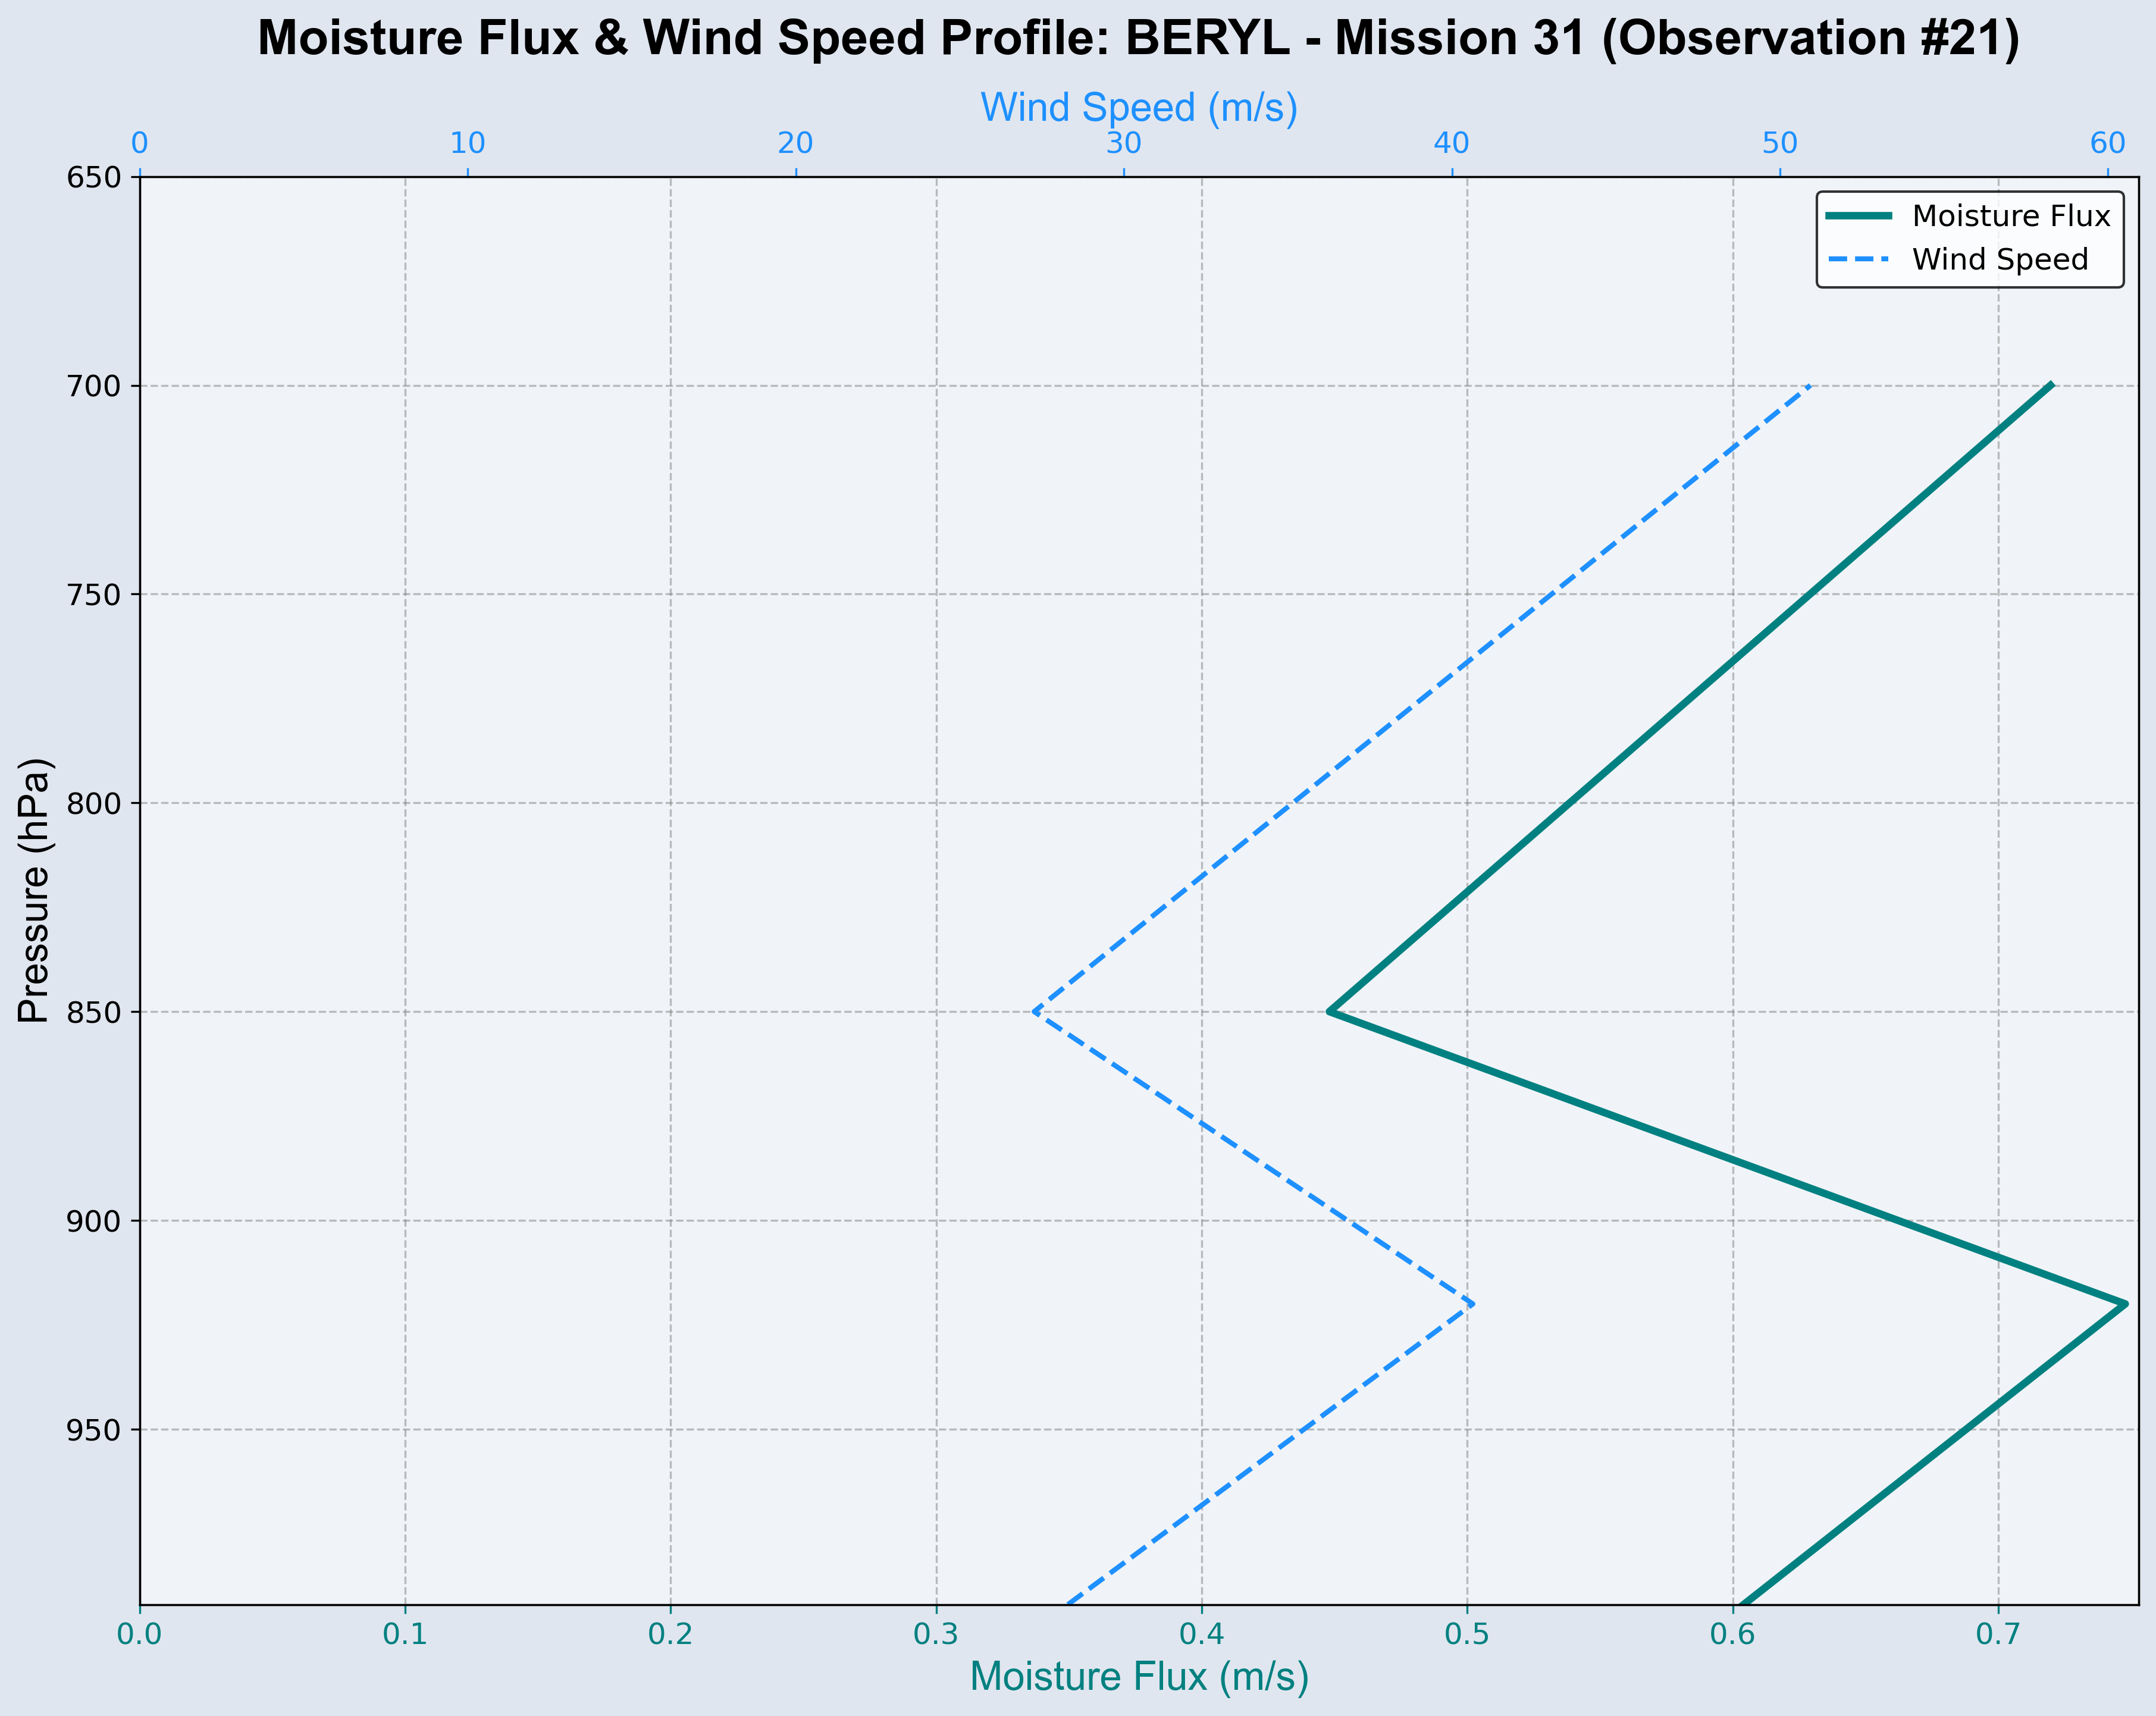 Moisture Flux & Wind Speed Profile: BERYL - Mission 31 (Observation #21)
Wind Speed (m/s)
0 10 20 30 40 50 60
Moisture Flux
Wind Speed
Pressure (hPa)
650
700
750
800
850
900
950
0.0 0.1 0.2 0.3 0.4 0.5 0.6 0.7
Moisture Flux (m/s)